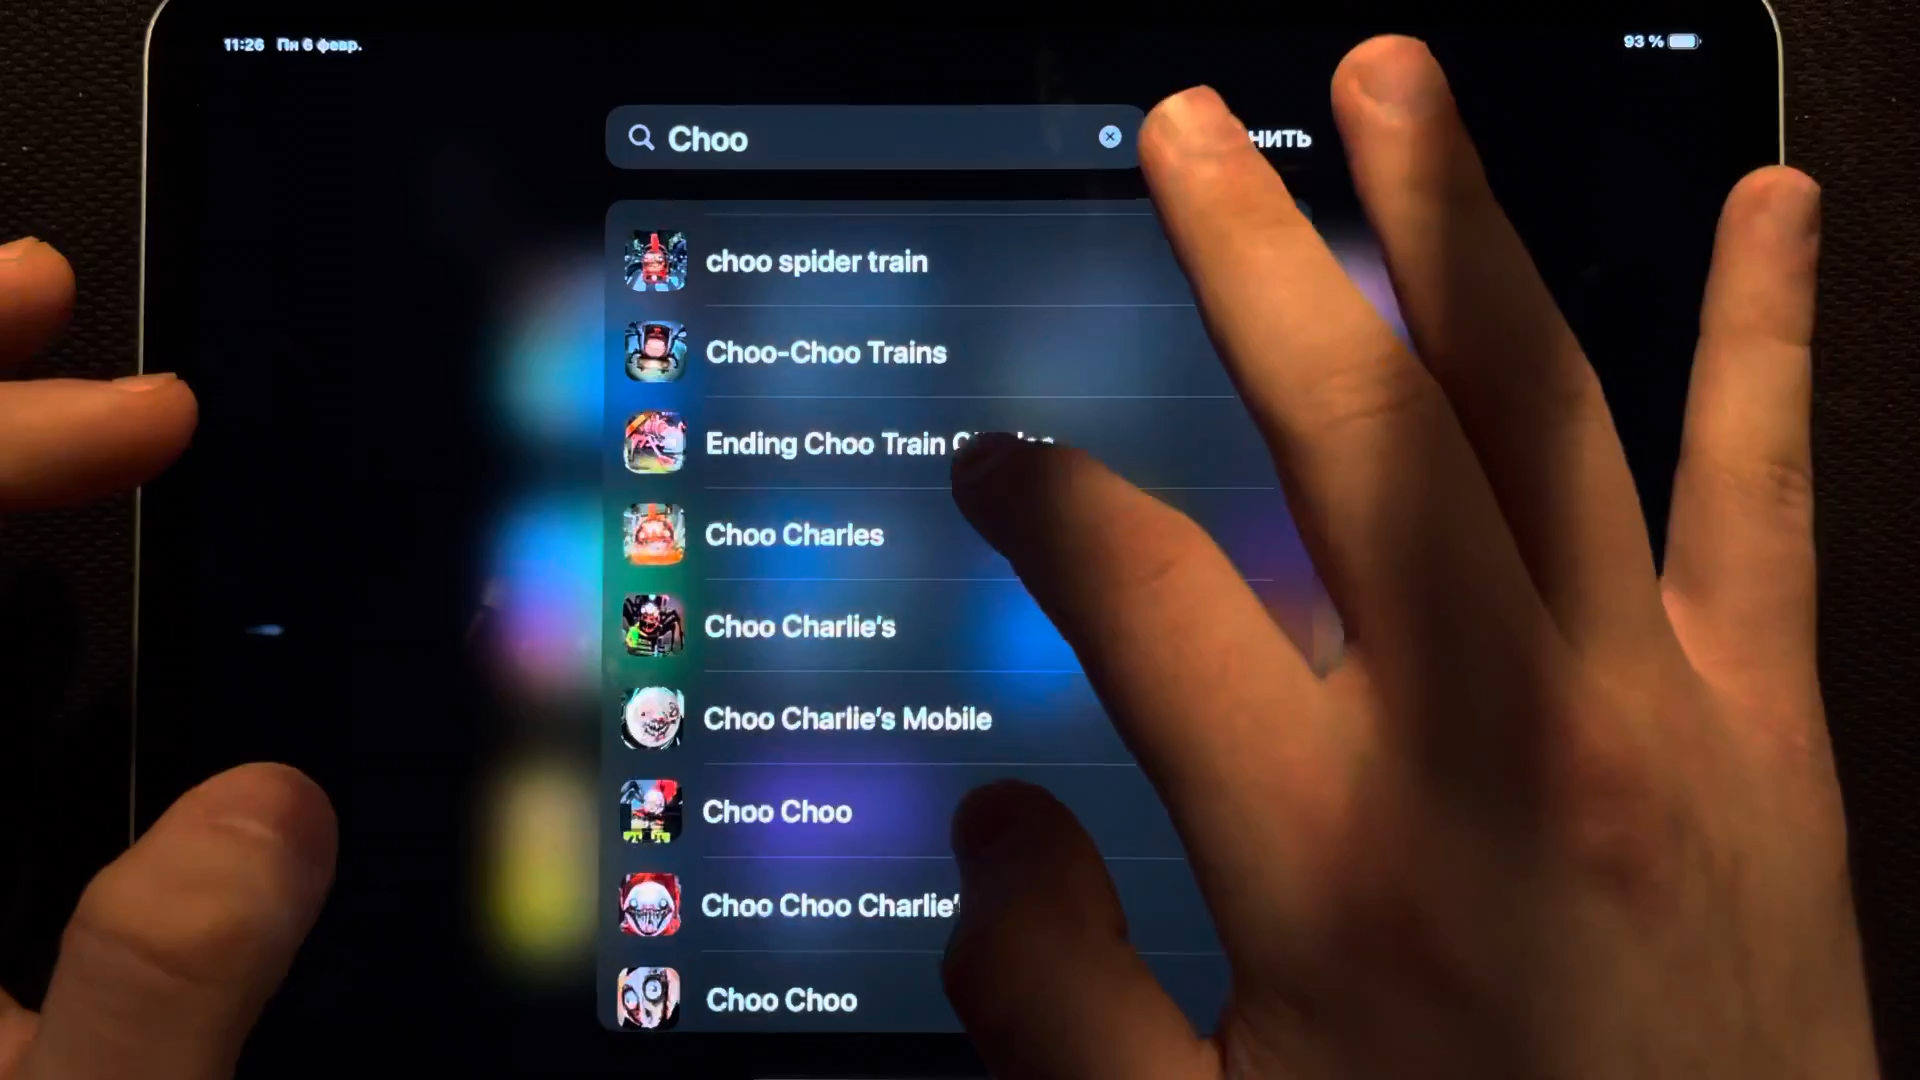 11:26 Пн 6 февр.
93 %
Choo
choo spider train
Choo-Choo Trains
Ending Choo Train
Choo Charles
Choo Charlie's
Choo Charlie's Mobile
Choo Choo
Choo Choo Charlie'
Choo Choo